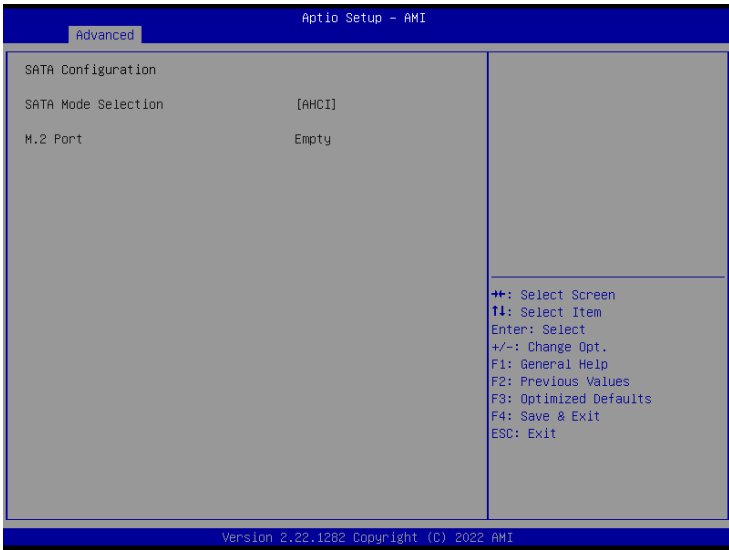 Aptio Setup – AMI
Advanced
SATA Configuration
SATA Mode Selection [AHCI]
M.2 Port Empty
→←: Select Screen
↑↓: Select Item
Enter: Select
+/-: Change Opt.
F1: General Help
F2: Previous Values
F3: Optimized Defaults
F4: Save & Exit
ESC: Exit
Version 2.22.1282 Copyright (C) 2022 AMI